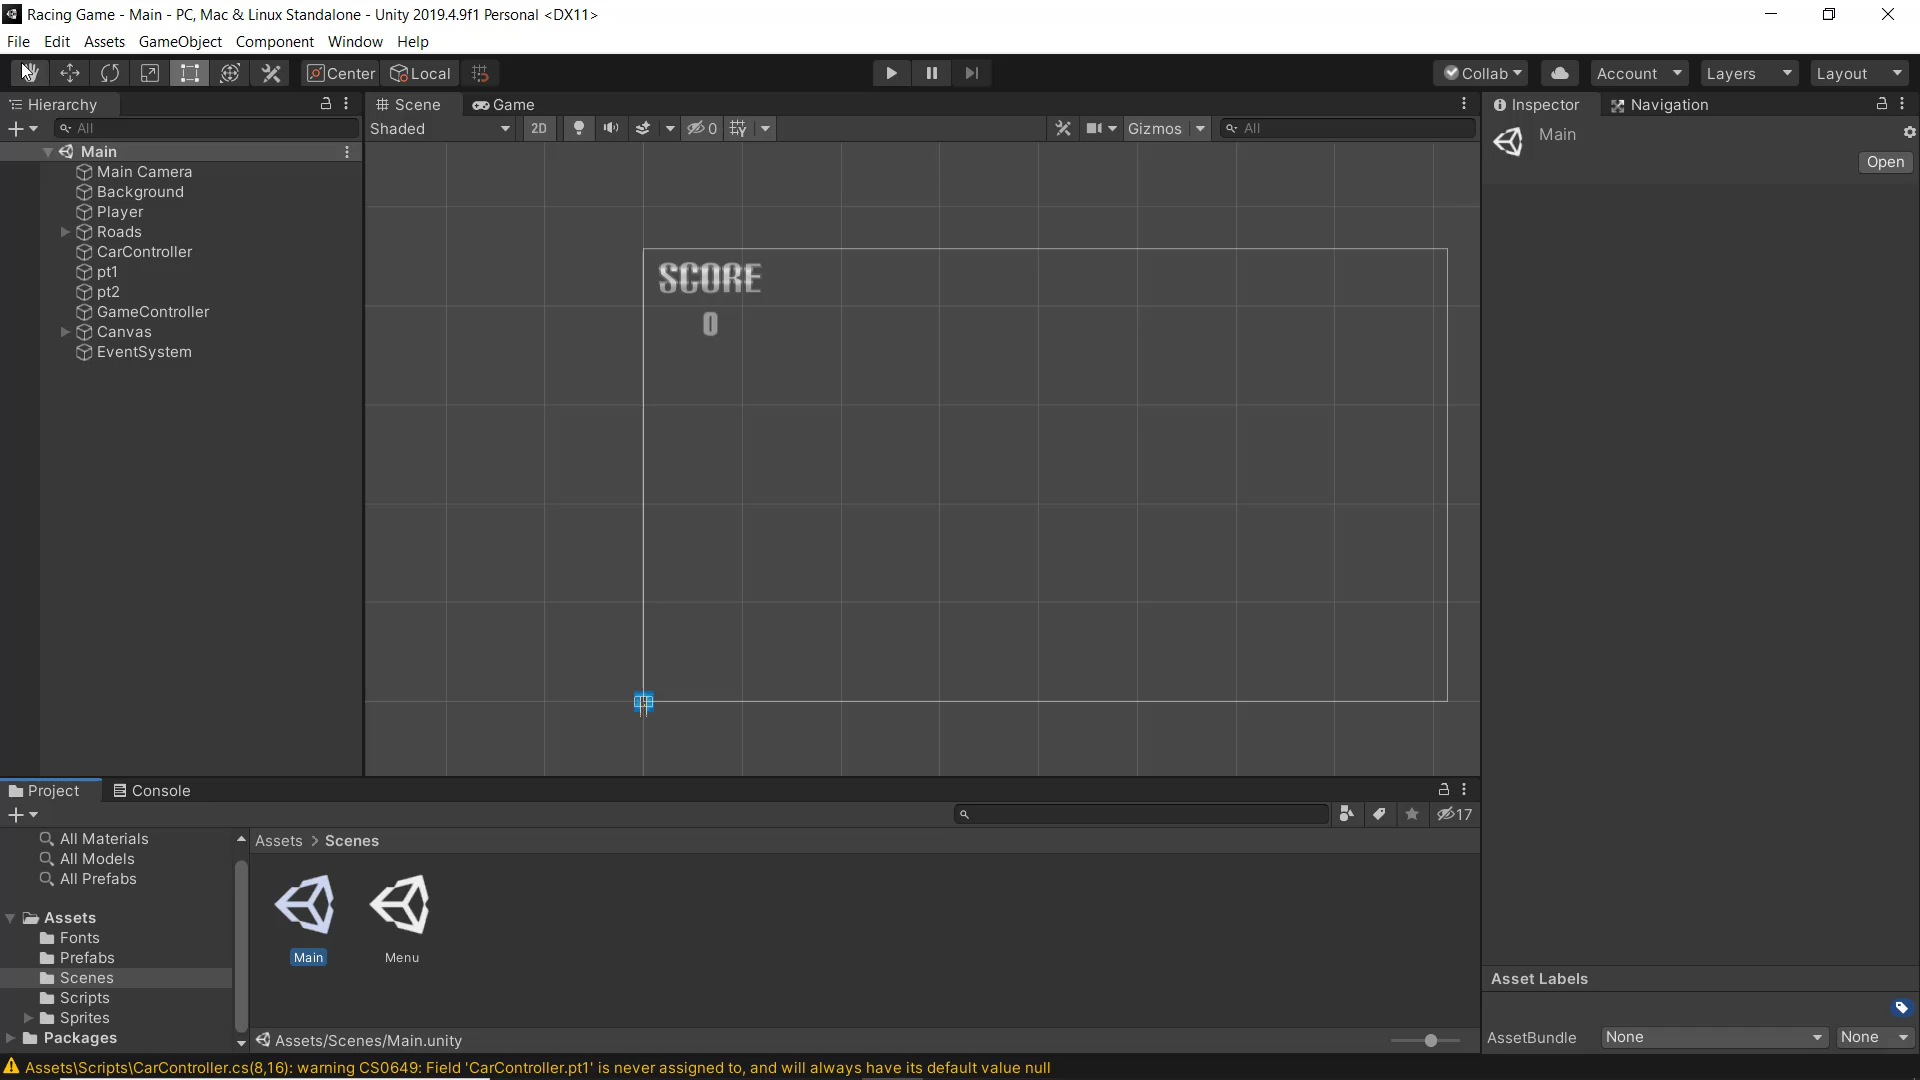 Racing Game - Main - PC, Mac & Linux Standalone - Unity 2019.4.9f1 Personal <DX11>
File Edit Assets GameObject Component Window Help
Center Local Collab Account Layers Layout
Hierarchy
All
Main
Main Camera
Background
Player
Roads
CarController
pt1
pt2
GameController
Canvas
EventSystem
Scene Game
Shaded 2D 0 Gizmos All
SCORE
0
Inspector Navigation
Main
Open
Project Console
17
All Materials
All Models
All Prefabs
Assets
Fonts
Prefabs
Scenes
Scripts
Sprites
Packages
Assets > Scenes
Main Menu
Assets/Scenes/Main.unity
Asset Labels
AssetBundle None None
Assets\Scripts\CarController.cs(8,16): warning CS0649: Field 'CarController.pt1' is never assigned to, and will always have its default value null